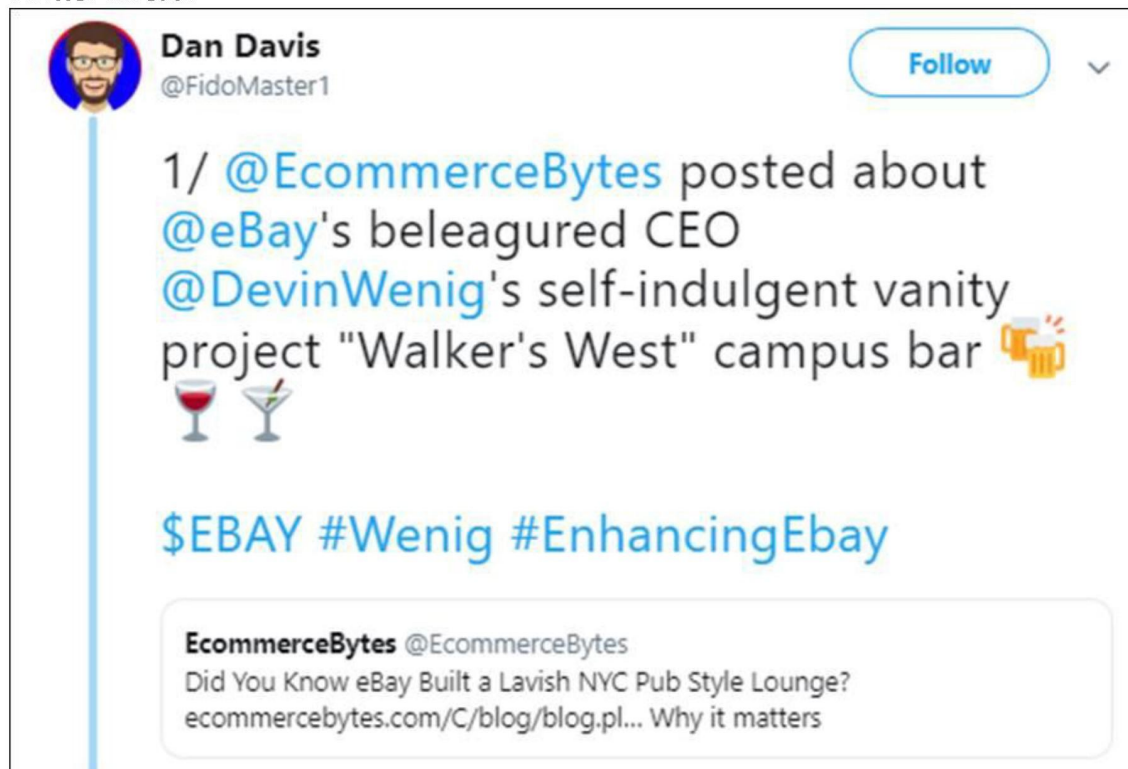 Dan Davis
@FidoMaster1
Follow
1/ @EcommerceBytes posted about
@eBay's beleagured CEO
@DevinWenig's self-indulgent vanity
project "Walker's West" campus bar 🍻
🍷 🍸
$EBAY #Wenig #EnhancingEbay
EcommerceBytes @EcommerceBytes
Did You Know eBay Built a Lavish NYC Pub Style Lounge?
ecommercebytes.com/C/blog/blog.pl... Why it matters